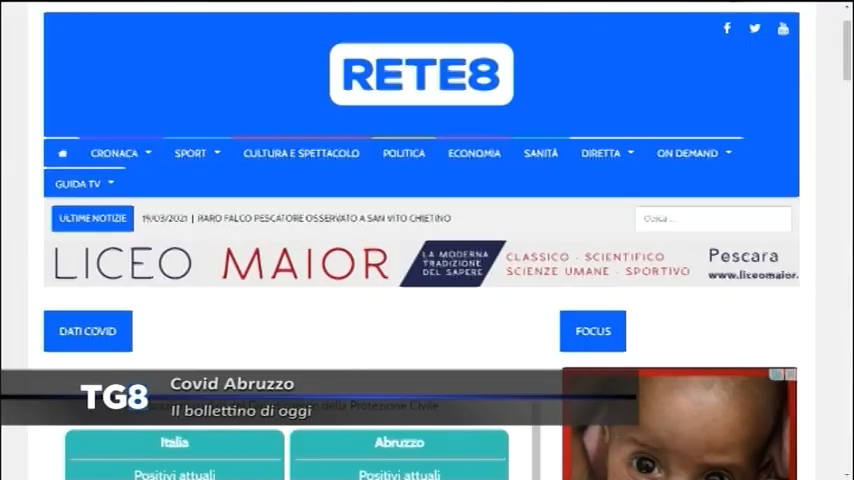 RETE8
CRONACA SPORT CULTURA E SPETTACOLO POLITICA ECONOMIA SANITÀ DIRETTA ON DEMAND
GUIDA TV
ULTIME NOTIZIE 19/03/2021 | RARO FALCO PESCATORE OSSERVATO A SAN VITO CHIETINO Cerca ...
LICEO MAIOR LA MODERNA TRADIZIONE DEL SAPERE CLASSICO · SCIENTIFICO Pescara
SCIENZE UMANE · SPORTIVO www.liceomaior.
DATI COVID FOCUS
TG8 Covid Abruzzo
Il bollettino di oggi
della Protezione Civile
Italia Abruzzo
Positivi attuali Positivi attuali